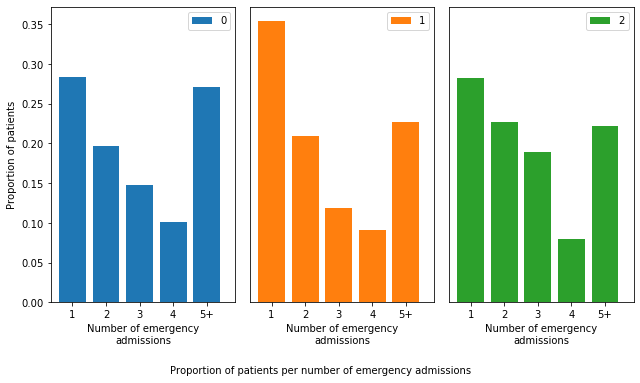 0
1
2
Proportion of patients
0.35
0.30
0.25
0.20
0.15
0.10
0.05
0.00
1 2 3 4 5+
1 2 3 4 5+
1 2 3 4 5+
Number of emergency
admissions
Number of emergency
admissions
Number of emergency
admissions
Proportion of patients per number of emergency admissions